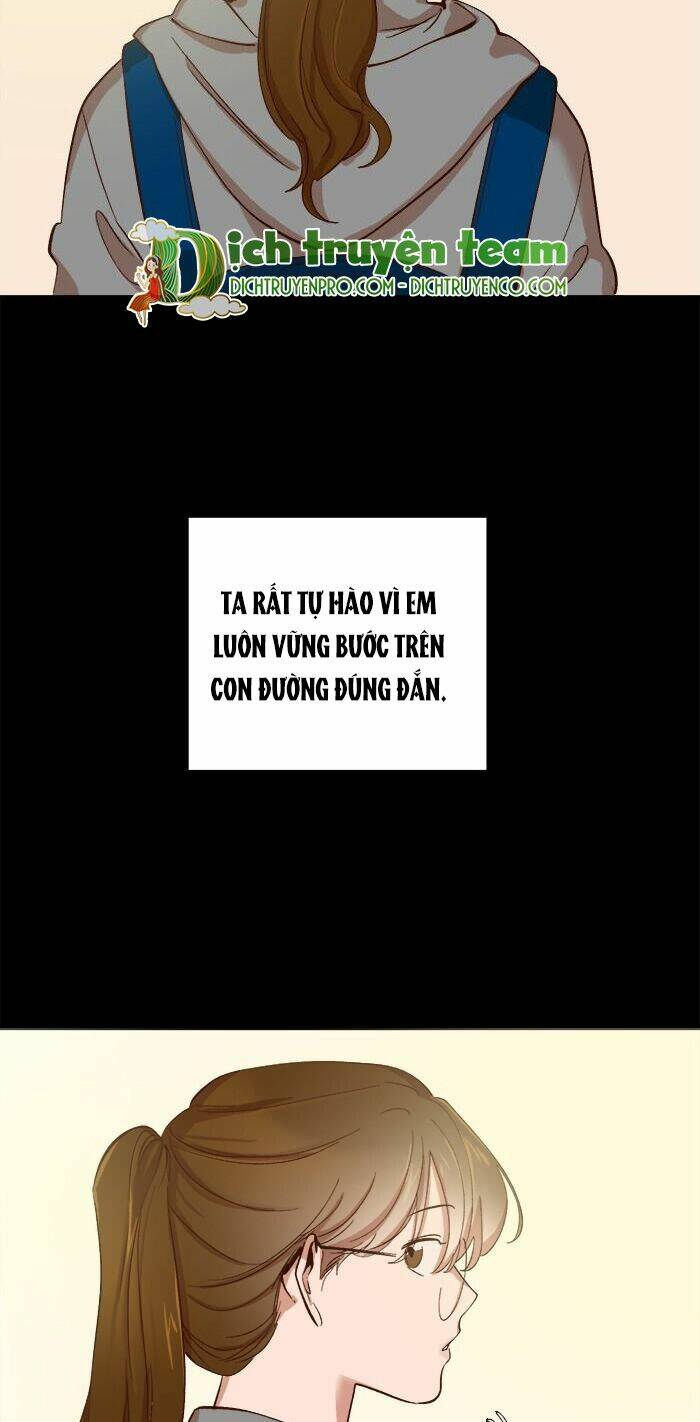 Dịch truyện team
DICHTRUYENPRO.COM - DICHTRUYENCO.COM
TA RẤT TỰ HÀO VÌ EM
LUÔN VỮNG BƯỚC TRÊN
CON ĐƯỜNG ĐÚNG ĐẮN.